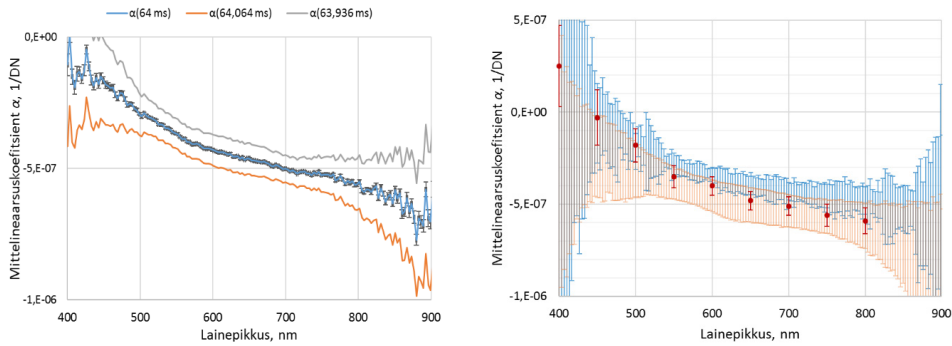 α(64 ms) α(64,064 ms) α(63,936 ms)
0,E+00
-5,E-07
-1,E-06
400 500 600 700 800 900
Lainepikkus, nm
Mittelineaarsuskoefitsient α, 1/DN
5,E-07
0,E+00
-5,E-07
-1,E-06
400 500 600 700 800 900
Lainepikkus, nm
Mittelineaarsuskoefitsient α, 1/DN